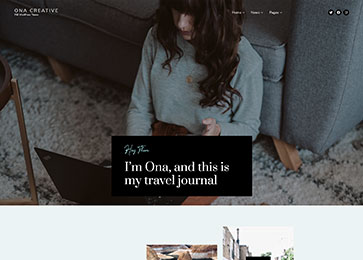 ONA CREATIVE
FSE WordPress Theme
Home
News
Pages
Hey There
I'm Ona, and this is
my travel journal